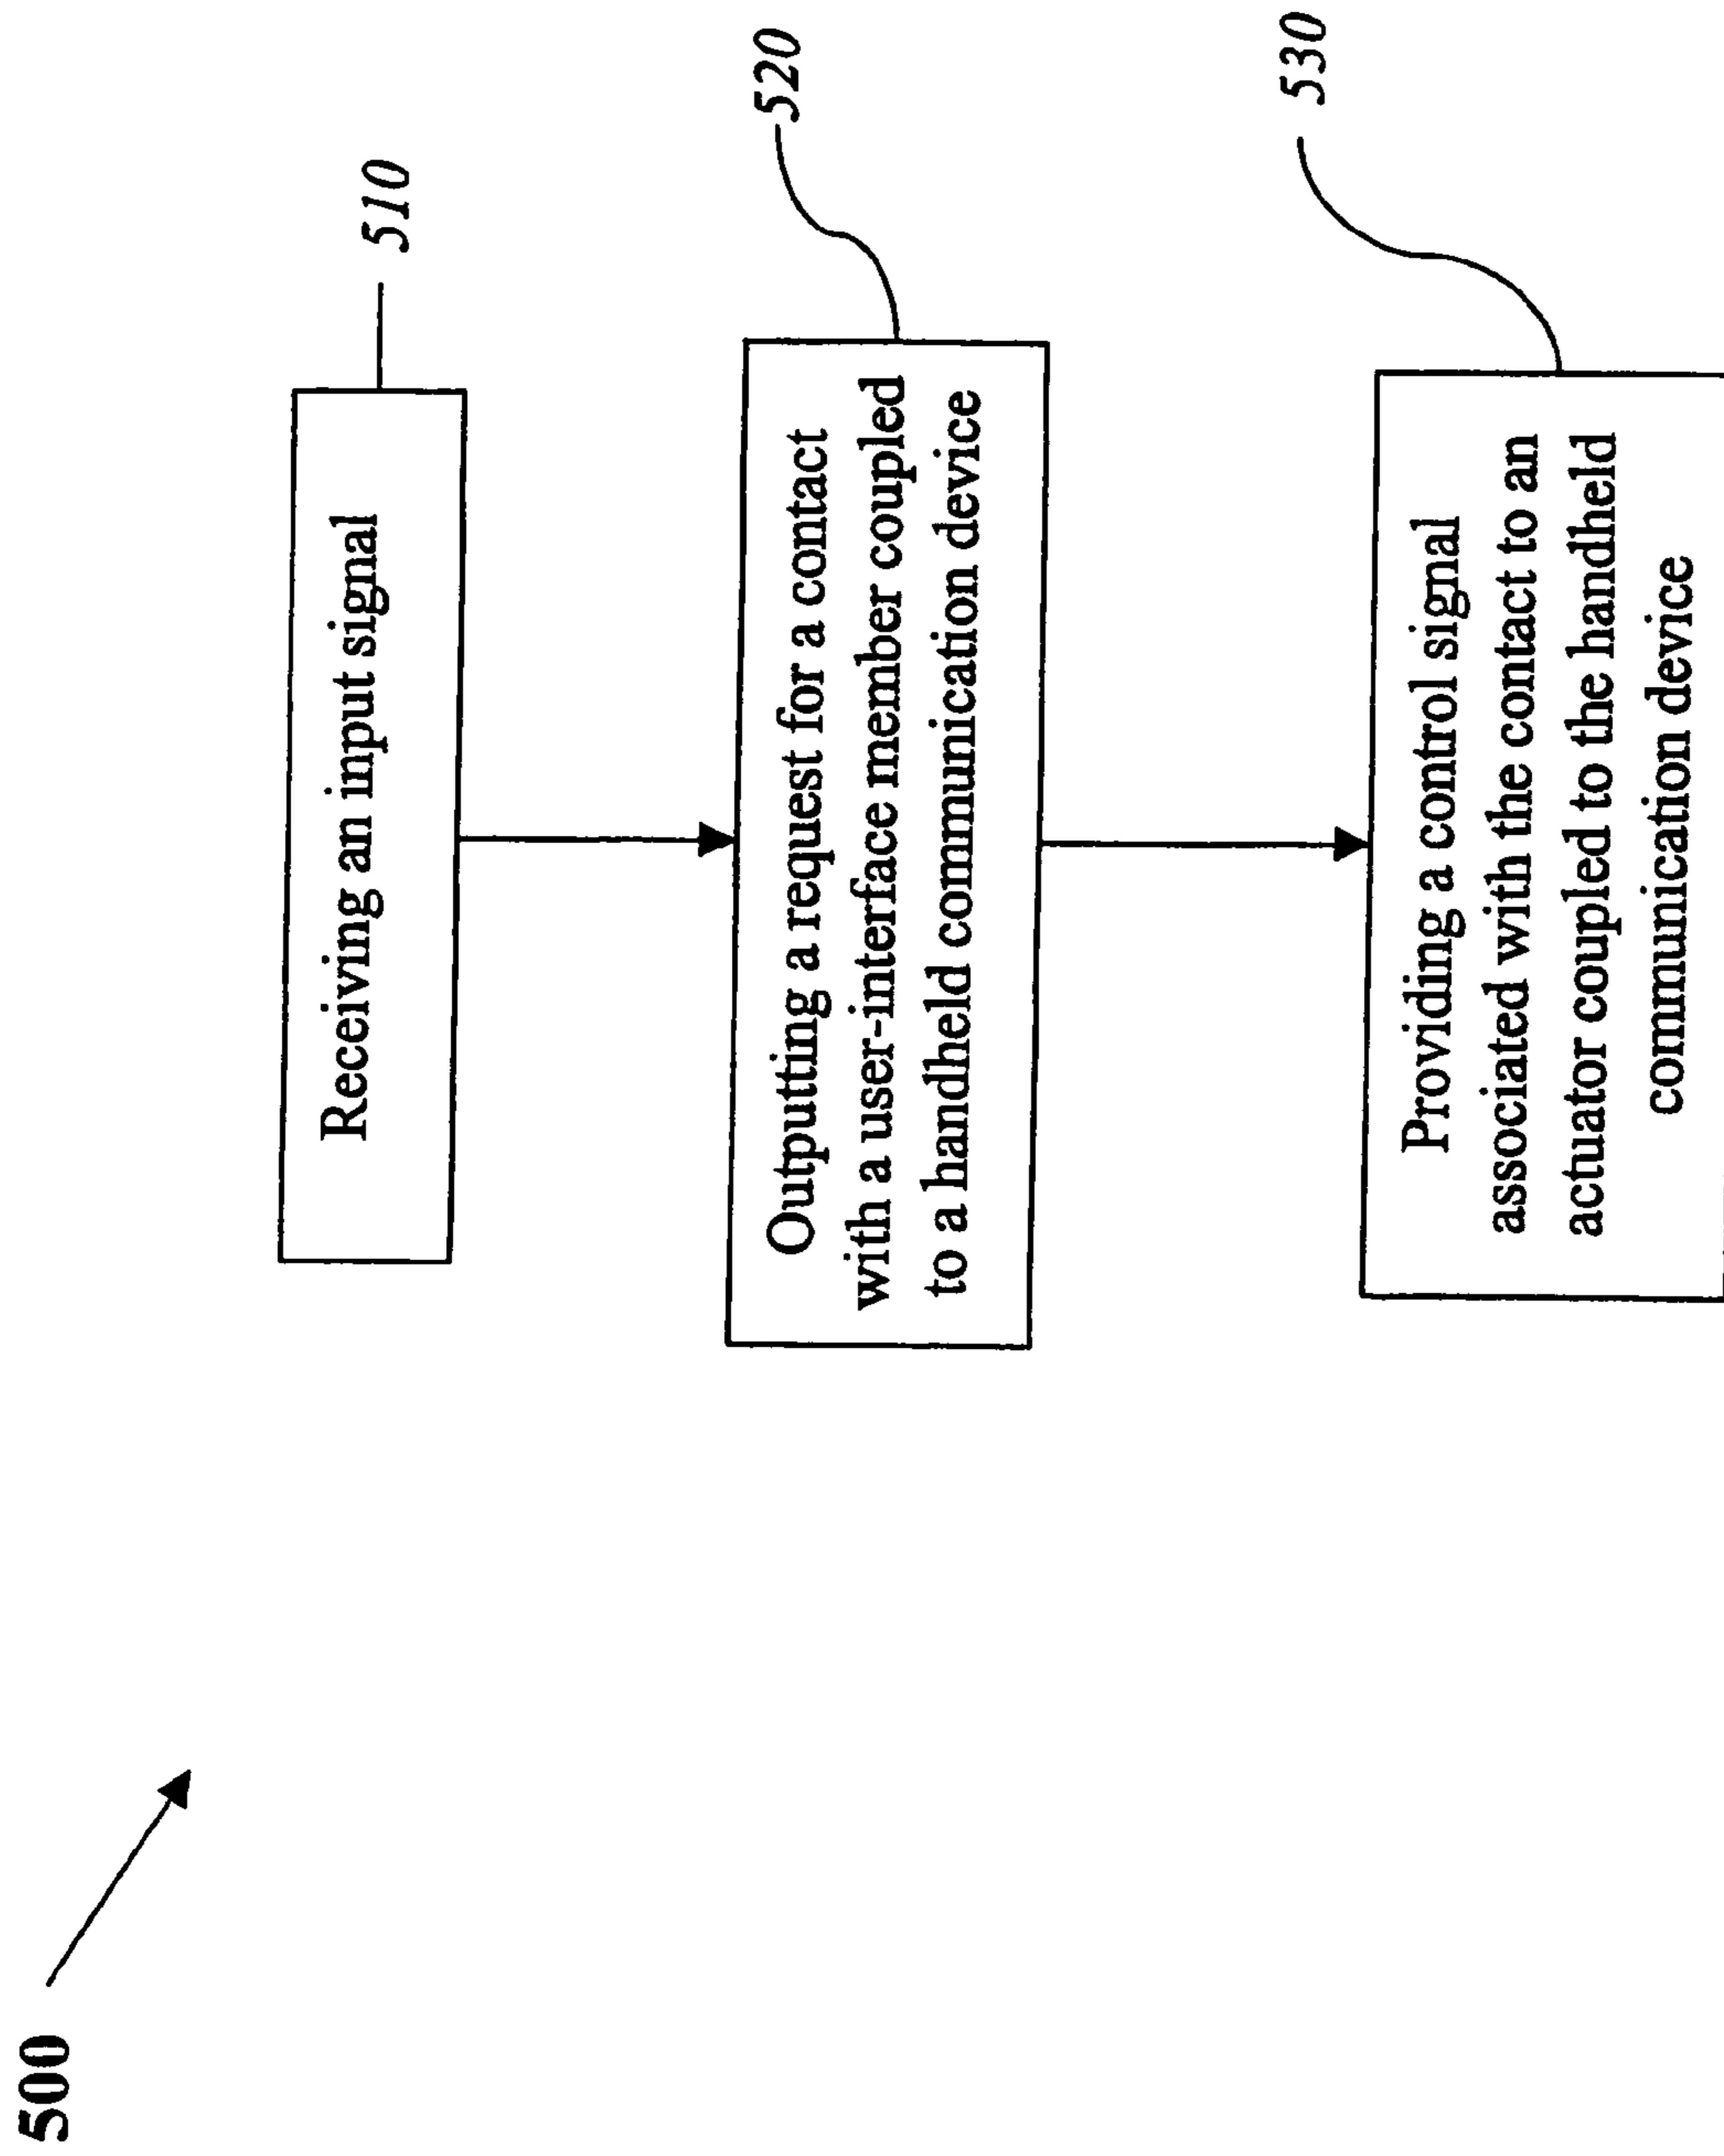 500
Receiving an input signal
510
Outputting a request for a contact
with a user-interface member coupled
to a handheld communication device
520
Providing a control signal
associated with the contact to an
actuator coupled to the handheld
communication device
530